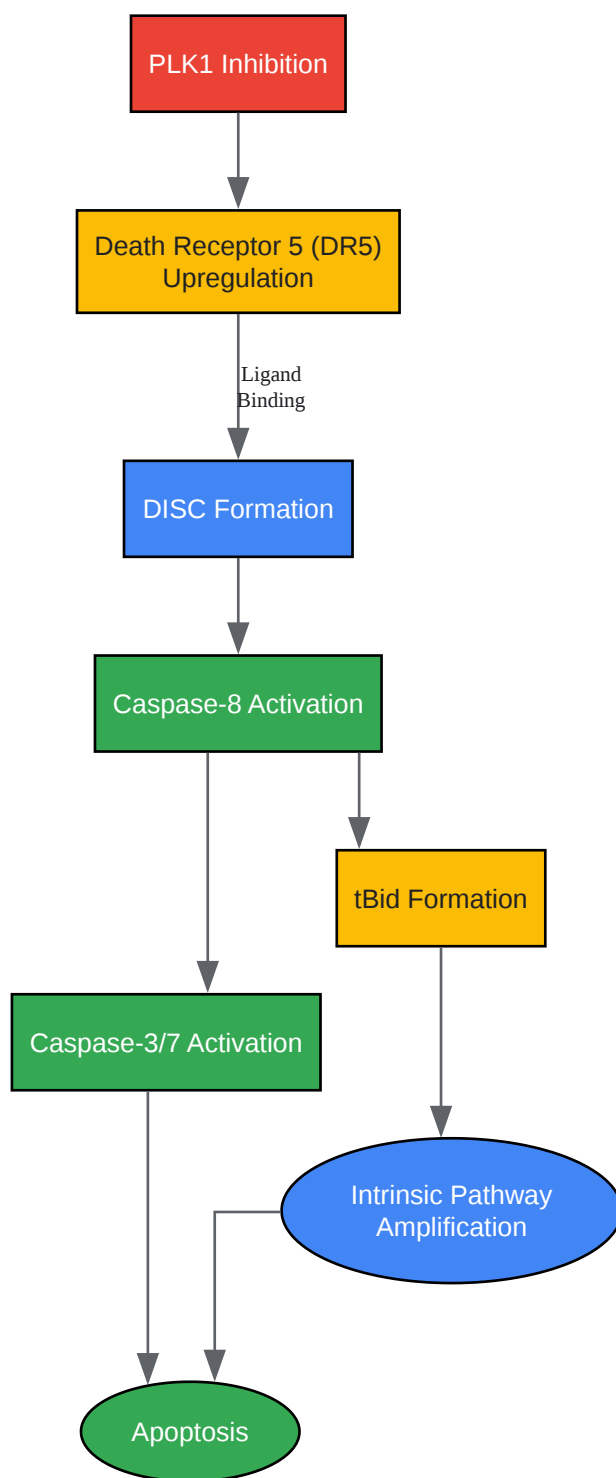 PLK1 Inhibition
Death Receptor 5 (DR5)
Upregulation
Ligand
Binding
DISC Formation
Caspase-8 Activation
tBid Formation
Caspase-3/7 Activation
Intrinsic Pathway
Amplification
Apoptosis